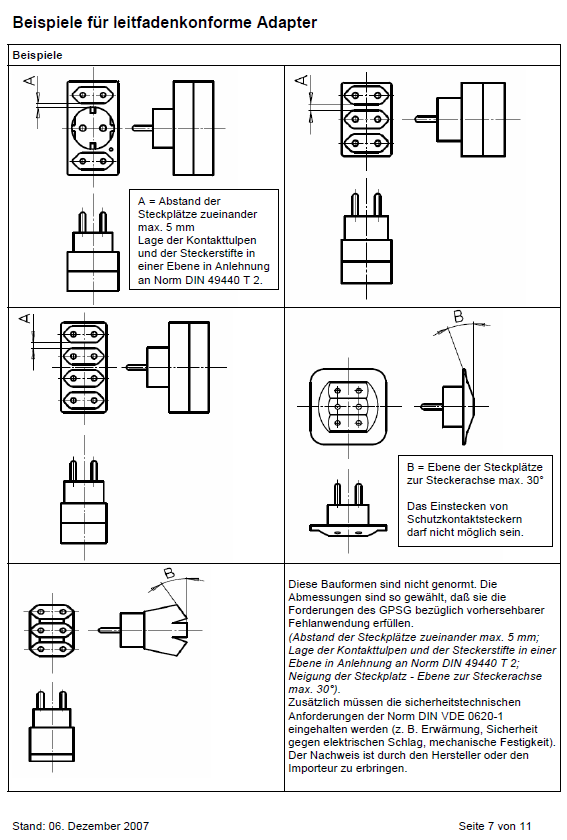 Beispiele für leitfadenkonforme Adapter
Beispiele
A
A = Abstand der
Steckplätze zueinander
max. 5 mm
Lage der Kontakttulpen
und der Steckerstifte in
einer Ebene in Anlehnung
an Norm DIN 49440 T 2.
A
A
B
B = Ebene der Steckplätze
zur Steckerachse max. 30°
Das Einstecken von
Schutzkontaktsteckern
darf nicht möglich sein.
B
Diese Bauformen sind nicht genormt. Die
Abmessungen sind so gewählt, daß sie die
Forderungen des GPSG bezüglich vorhersehbarer
Fehlanwendung erfüllen.
(Abstand der Steckplätze zueinander max. 5 mm;
Lage der Kontakttulpen und der Steckerstifte in einer
Ebene in Anlehnung an Norm DIN 49440 T 2;
Neigung der Steckplatz - Ebene zur Steckerachse
max. 30°).
Zusätzlich müssen die sicherheitstechnischen
Anforderungen der Norm DIN VDE 0620-1
eingehalten werden (z. B. Erwärmung, Sicherheit
gegen elektrischen Schlag, mechanische Festigkeit).
Der Nachweis ist durch den Hersteller oder den
Importeur zu erbringen.
Stand: 06. Dezember 2007
Seite 7 von 11